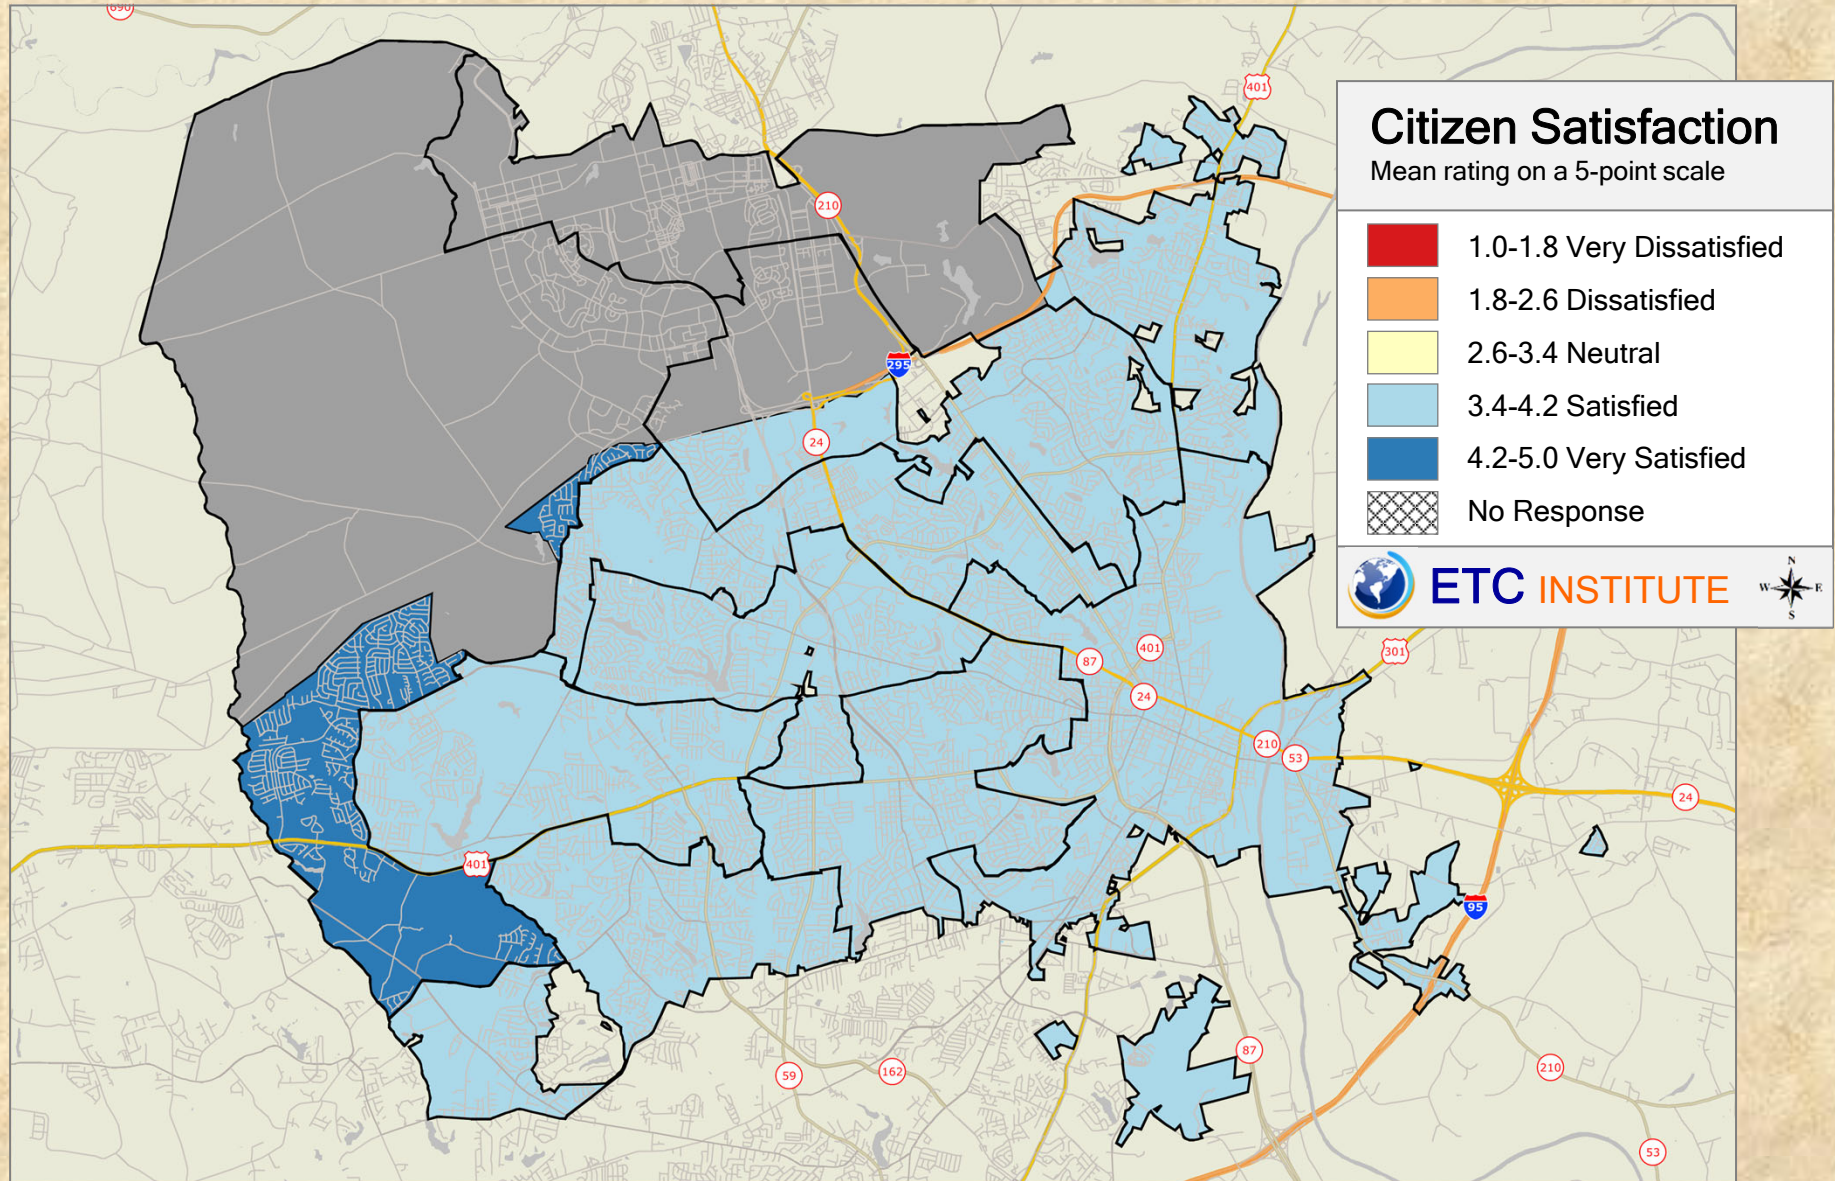 690
401
Citizen Satisfaction
Mean rating on a 5-point scale
1.0-1.8 Very Dissatisfied
1.8-2.6 Dissatisfied
2.6-3.4 Neutral
3.4-4.2 Satisfied
4.2-5.0 Very Satisfied
No Response
ETC INSTITUTE
N
W E
S
210
295
24
401
87
24
301
210
53
24
401
95
87
59
162
210
53